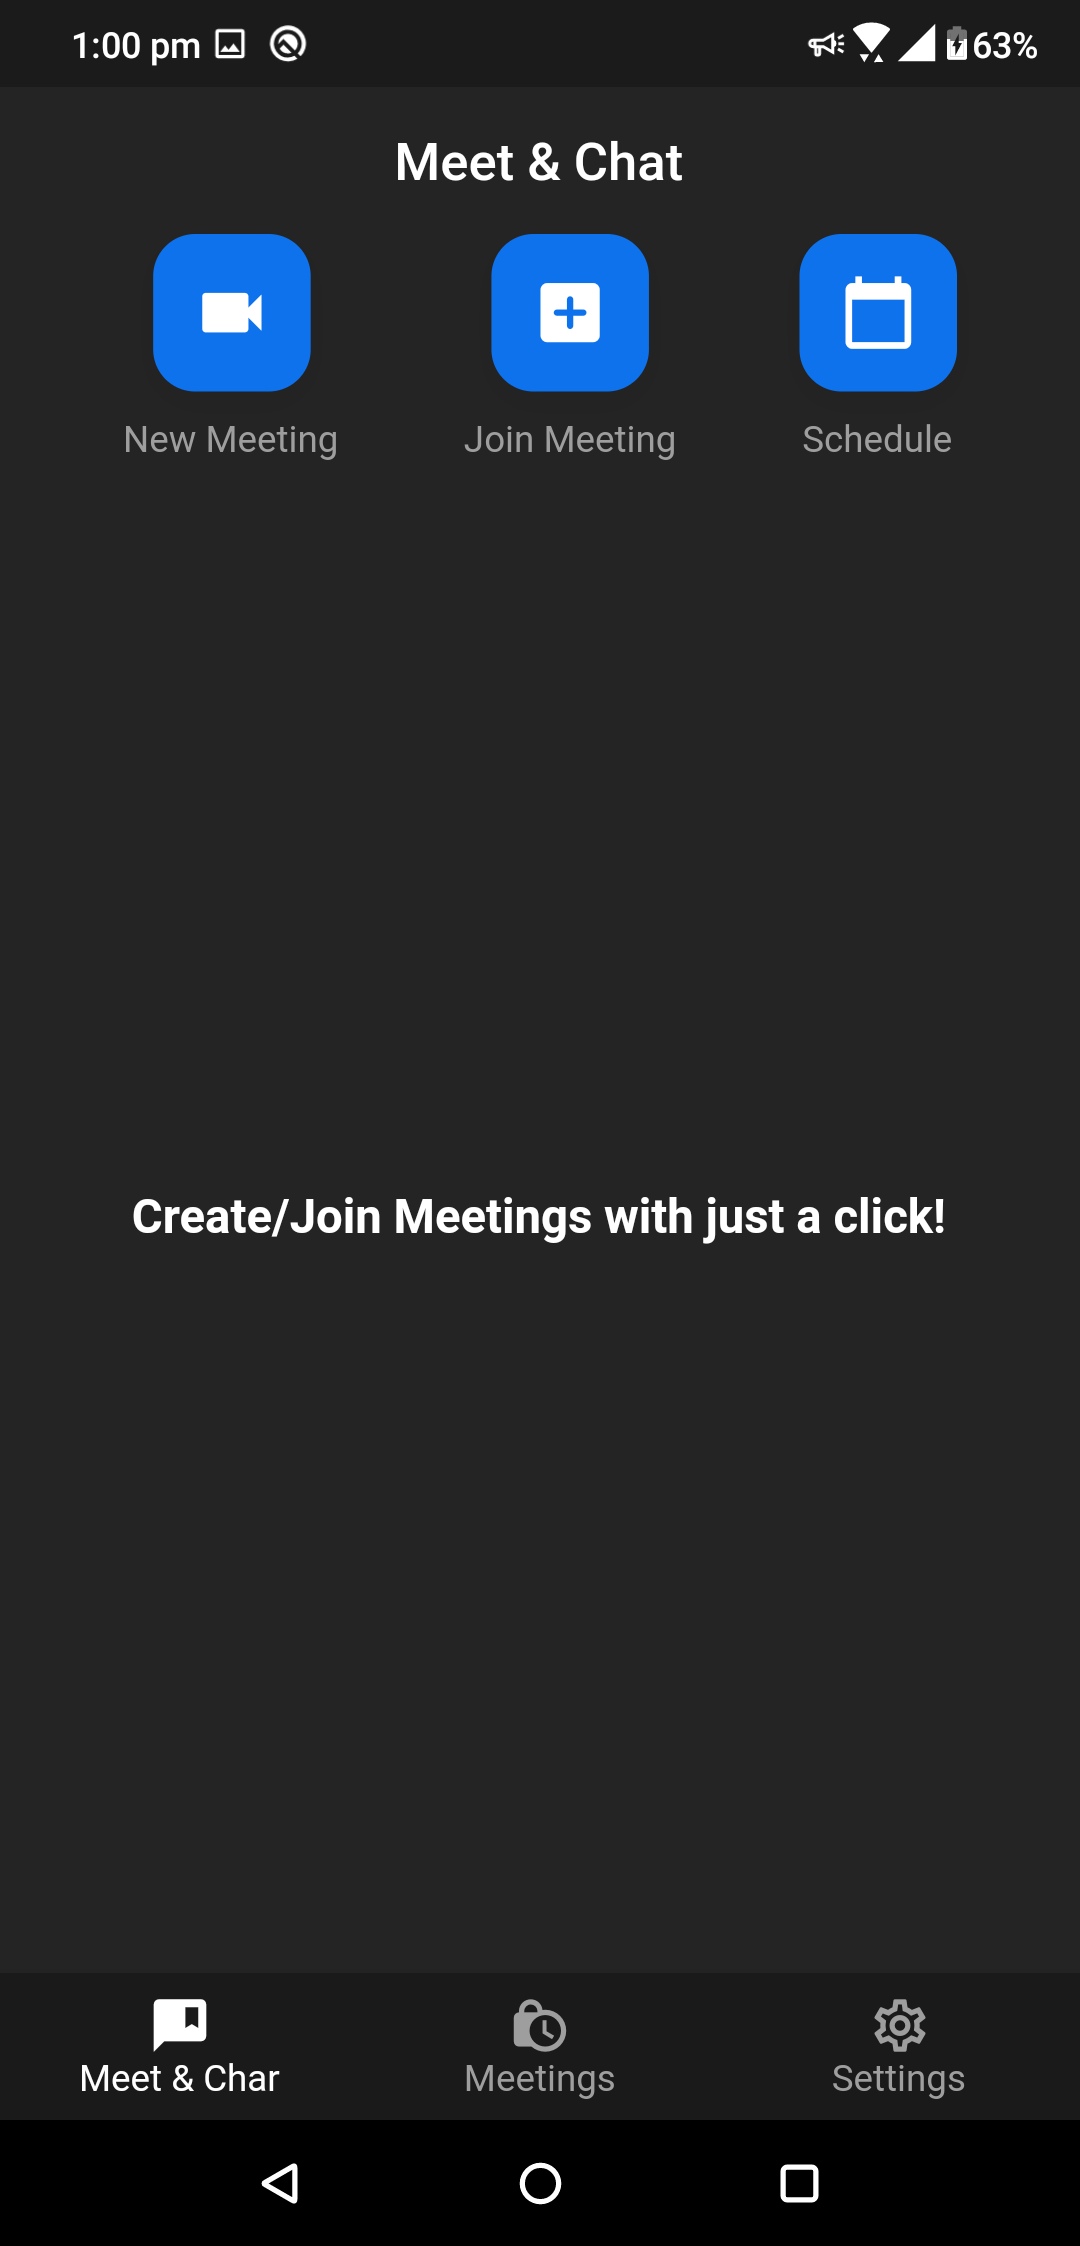 1:00 pm 63%
Meet & Chat
New Meeting Join Meeting Schedule
Create/Join Meetings with just a click!
Meet & Char Meetings Settings